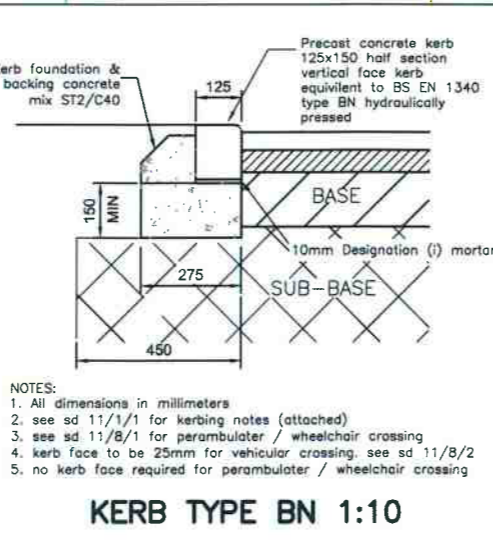 Precast concrete kerb
125x150 half section
vertical face kerb
equivilent to BS EN 1340
type BN hydraulically
pressed
erb foundation &
backing concrete
mix ST2/C40
125
150
MIN
BASE
10mm Designation (i) mortar
275
SUB-BASE
450
NOTES:
1. All dimensions in millimeters
2. see sd 11/1/1 for kerbing notes (attached)
3. see sd 11/8/1 for perambulater / wheelchair crossing
4. kerb face to be 25mm for vehicular crossing. see sd 11/8/2
5. no kerb face required for perambulater / wheelchair crossing
KERB TYPE BN 1:10